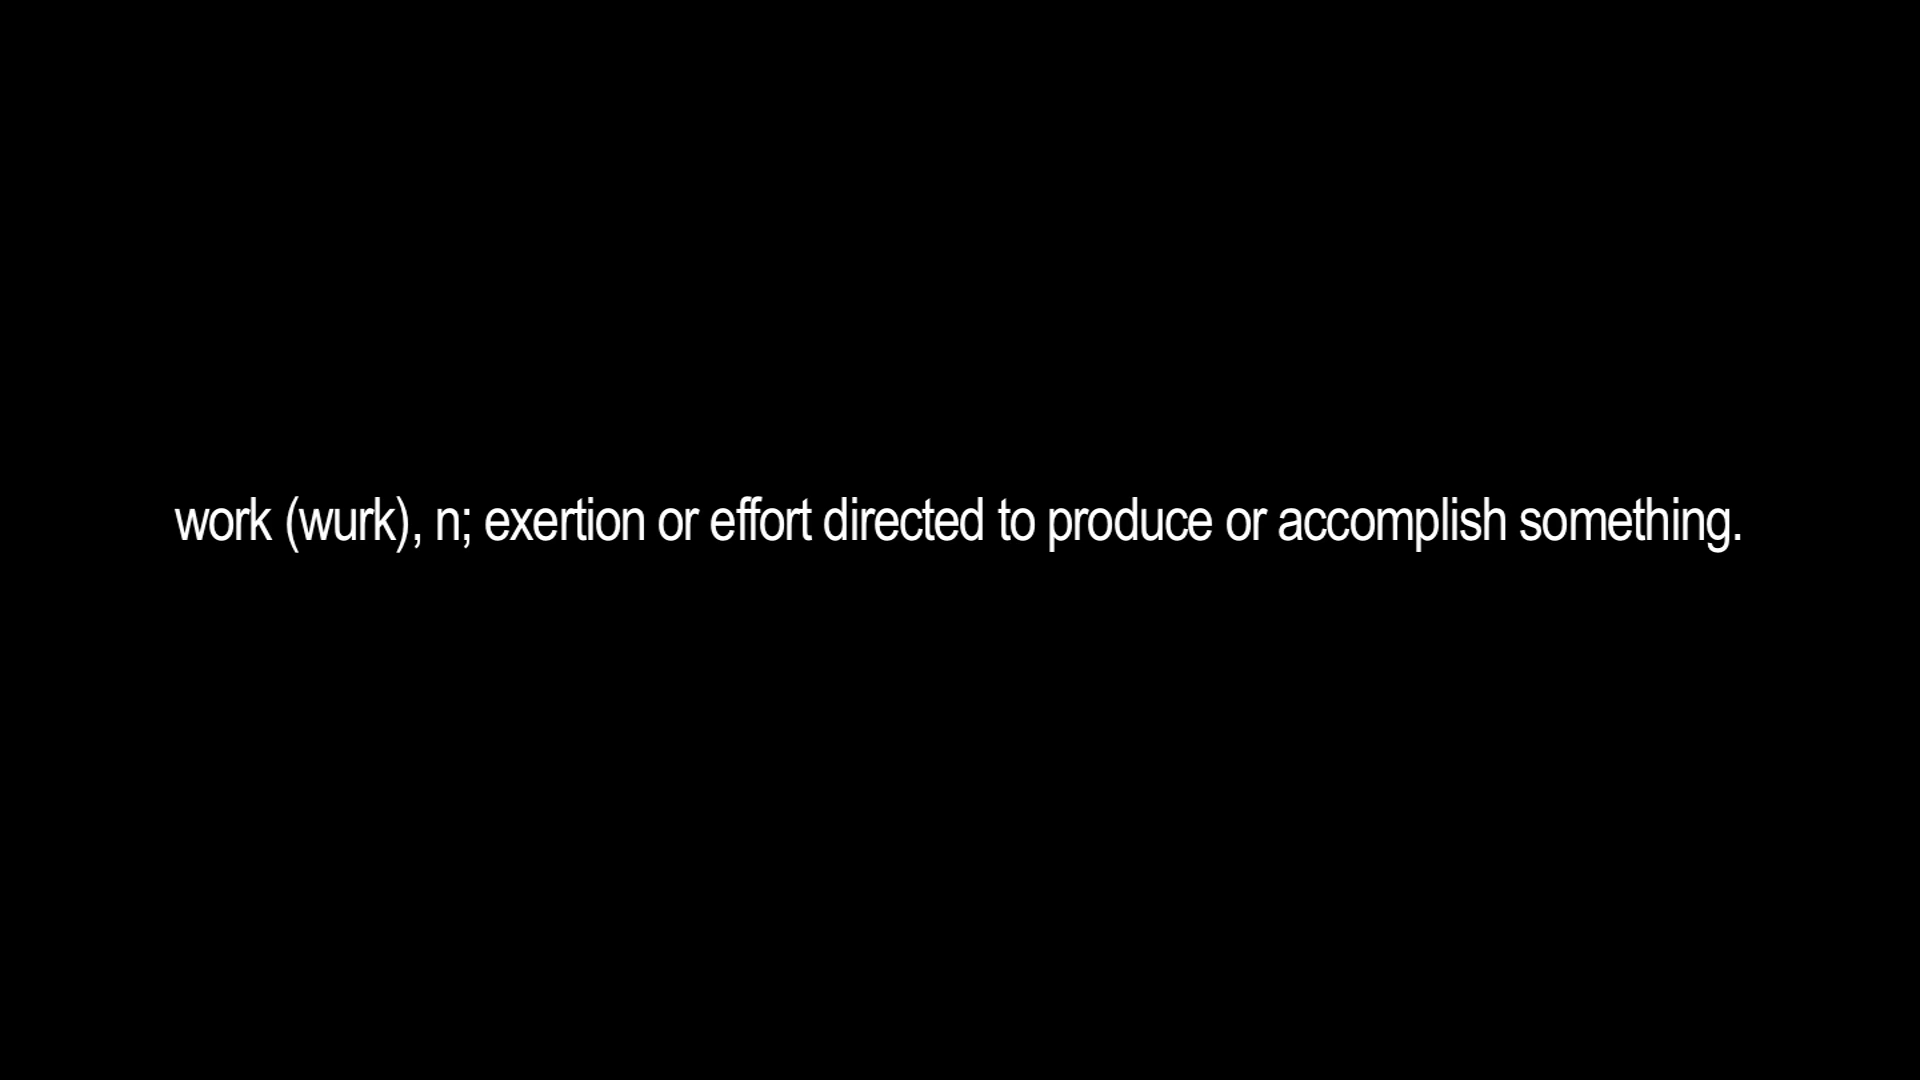 work (wurk), n; exertion or effort directed to produce or accomplish something.